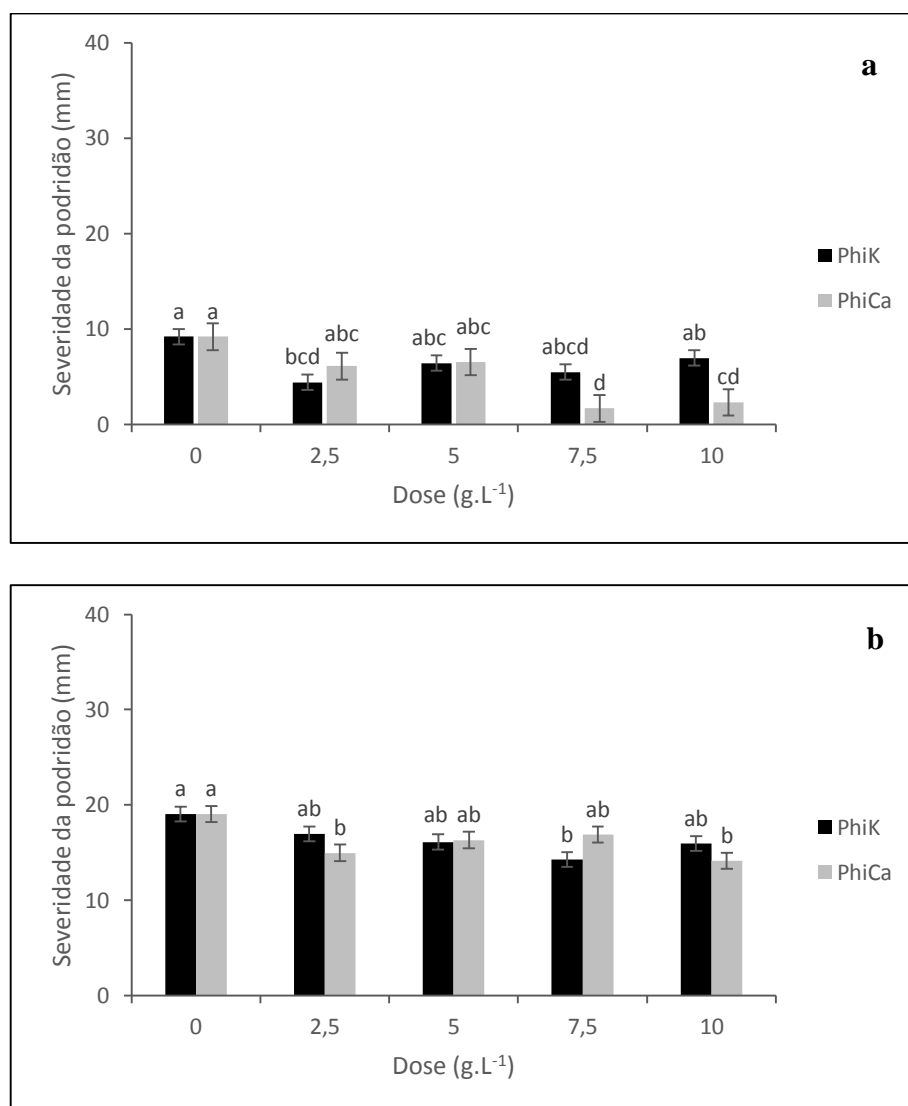 a
Severidade da podridão (mm)
40
30
20
10
0
a a
bcd abc
abc abc
abcd d
ab cd
0 2,5 5 7,5 10
Dose (g.L-1)
PhiK
PhiCa
b
Severidade da podridão (mm)
40
30
20
10
0
a a
ab b
ab ab
b ab
ab b
0 2,5 5 7,5 10
Dose (g.L-1)
PhiK
PhiCa